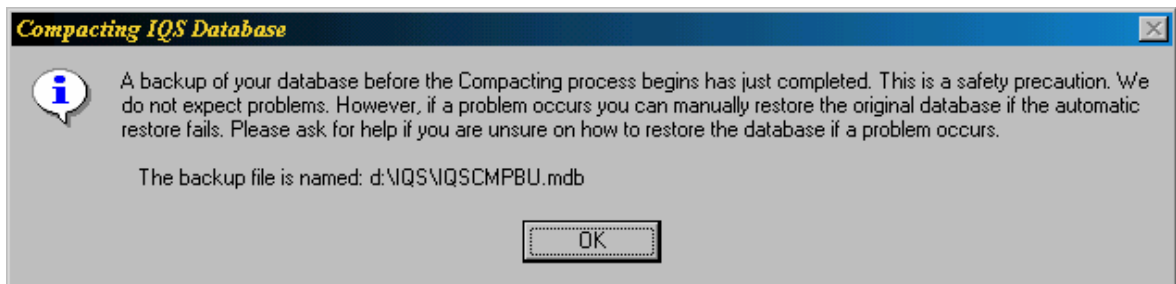 Compacting IQS Database
A backup of your database before the Compacting process begins has just completed. This is a safety precaution. We
do not expect problems. However, if a problem occurs you can manually restore the original database if the automatic
restore fails. Please ask for help if you are unsure on how to restore the database if a problem occurs.
The backup file is named: d:\IQS\IQSCMPBU.mdb
OK